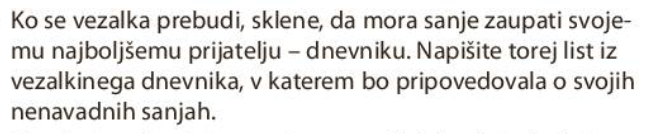 Ko se vezalka prebudi, sklene, da mora sanje zaupati svoje-
mu najboljšemu prijatelju – dnevniku. Napišite torej list iz
vezalkinega dnevnika, v katerem bo pripovedovala o svojih
nenavadnih sanjah.